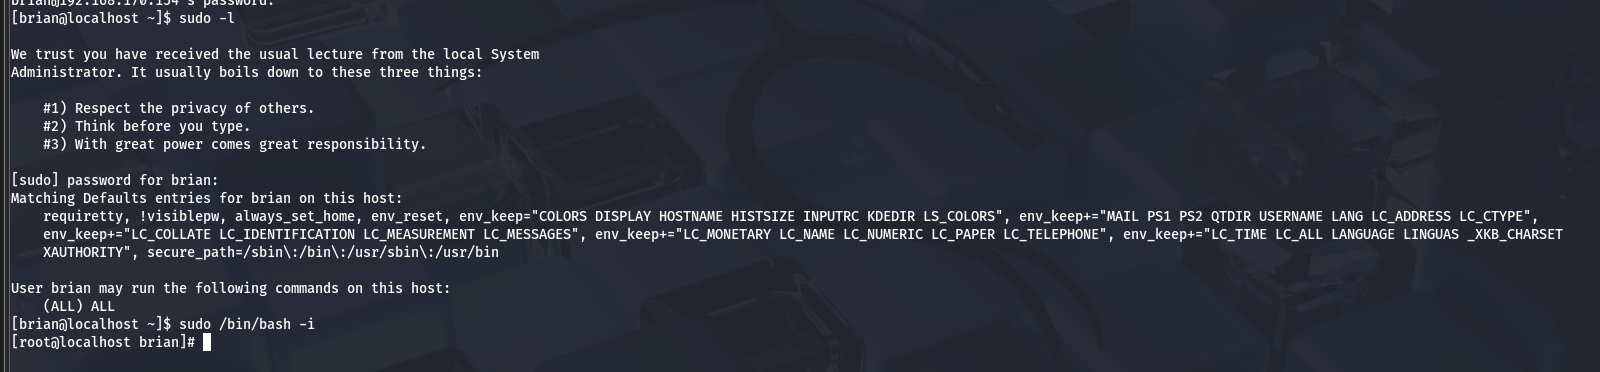 brian@192.168.170.154's password:
[brian@localhost ~]$ sudo -l
We trust you have received the usual lecture from the local System
Administrator. It usually boils down to these three things:
#1) Respect the privacy of others.
#2) Think before you type.
#3) With great power comes great responsibility.
[sudo] password for brian:
Matching Defaults entries for brian on this host:
requiretty, !visiblepw, always_set_home, env_reset, env_keep="COLORS DISPLAY HOSTNAME HISTSIZE INPUTRC KDEDIR LS_COLORS", env_keep+="MAIL PS1 PS2 QTDIR USERNAME LANG LC_ADDRESS LC_CTYPE",
env_keep+="LC_COLLATE LC_IDENTIFICATION LC_MEASUREMENT LC_MESSAGES", env_keep+="LC_MONETARY LC_NAME LC_NUMERIC LC_PAPER LC_TELEPHONE", env_keep+="LC_TIME LC_ALL LANGUAGE LINGUAS _XKB_CHARSET
XAUTHORITY", secure_path=/sbin\:/bin\:/usr/sbin\:/usr/bin
User brian may run the following commands on this host:
(ALL) ALL
[brian@localhost ~]$ sudo /bin/bash -i
[root@localhost brian]#